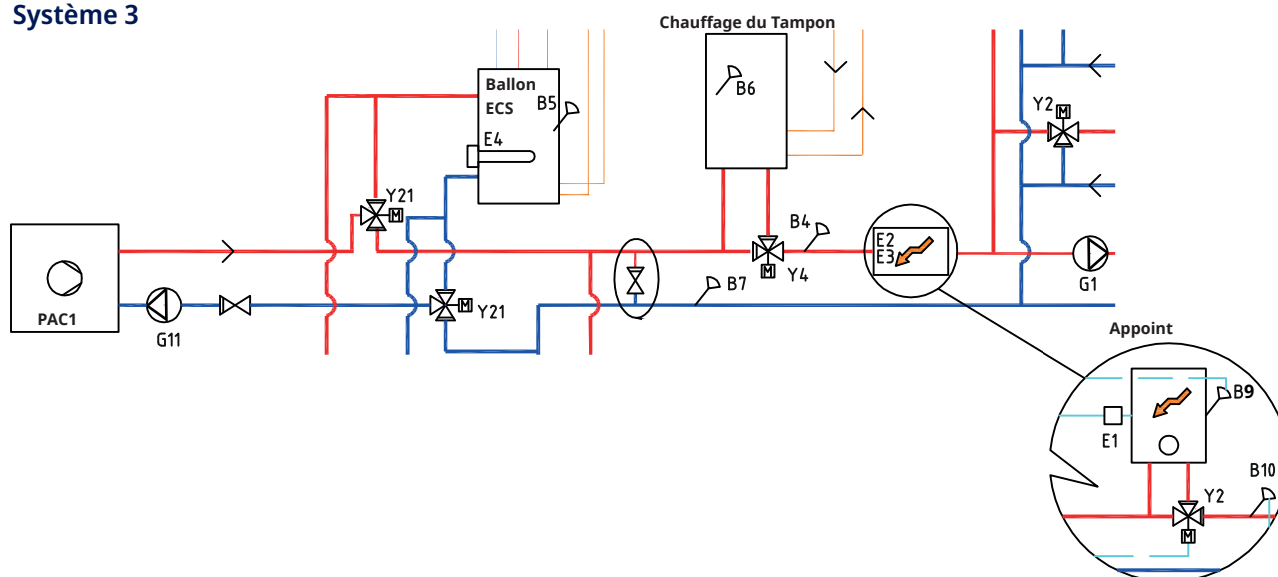 Système 3
Chauffage du Tampon
Ballon
ECS
B5
E4
B6
Y2
M
Y21
M
B4
E2
E3
M
Y4
G1
B7
PAC1
G11
M
Y21
Appoint
B9
E1
B10
Y2
M